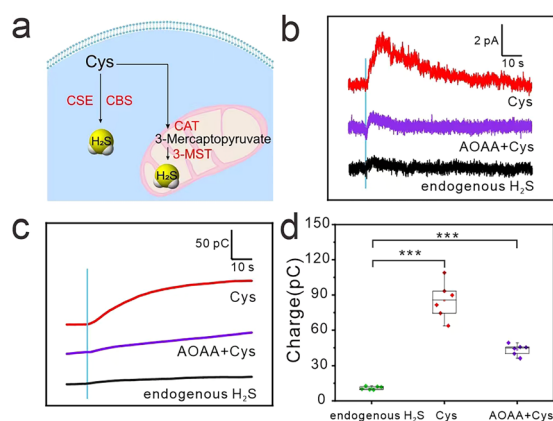 a
Cys
CSE
CBS
H₂S
CAT
3-Mercaptopyruvate
3-MST
H₂S
b
2 pA
10 s
Cys
AOAA+Cys
endogenous H₂S
c
50 pC
10 s
Cys
AOAA+Cys
endogenous H₂S
d
Charge(pC)
150
120
90
60
30
0
***
***
endogenous H₂S
Cys
AOAA+Cys